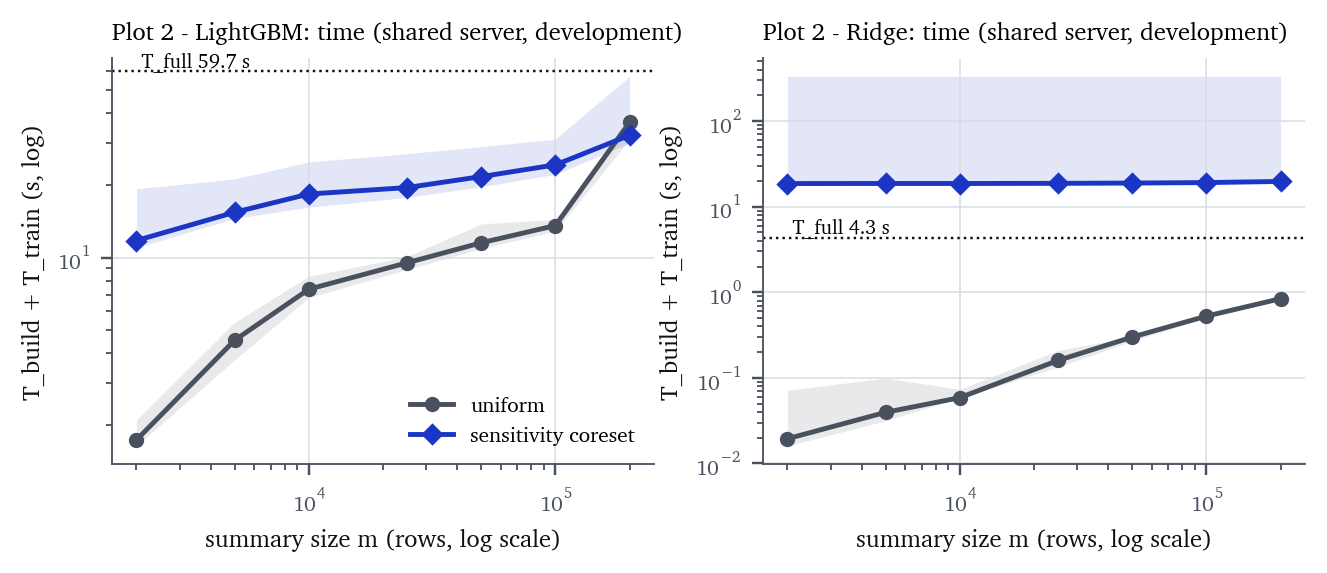 Plot 2 - LightGBM: time (shared server, development)
T_full 59.7 s
10^1
T_build + T_train (s, log)
uniform
sensitivity coreset
10^4
10^5
summary size m (rows, log scale)
Plot 2 - Ridge: time (shared server, development)
10^2
10^1
T_full 4.3 s
10^0
10^−1
10^−2
T_build + T_train (s, log)
10^4
10^5
summary size m (rows, log scale)